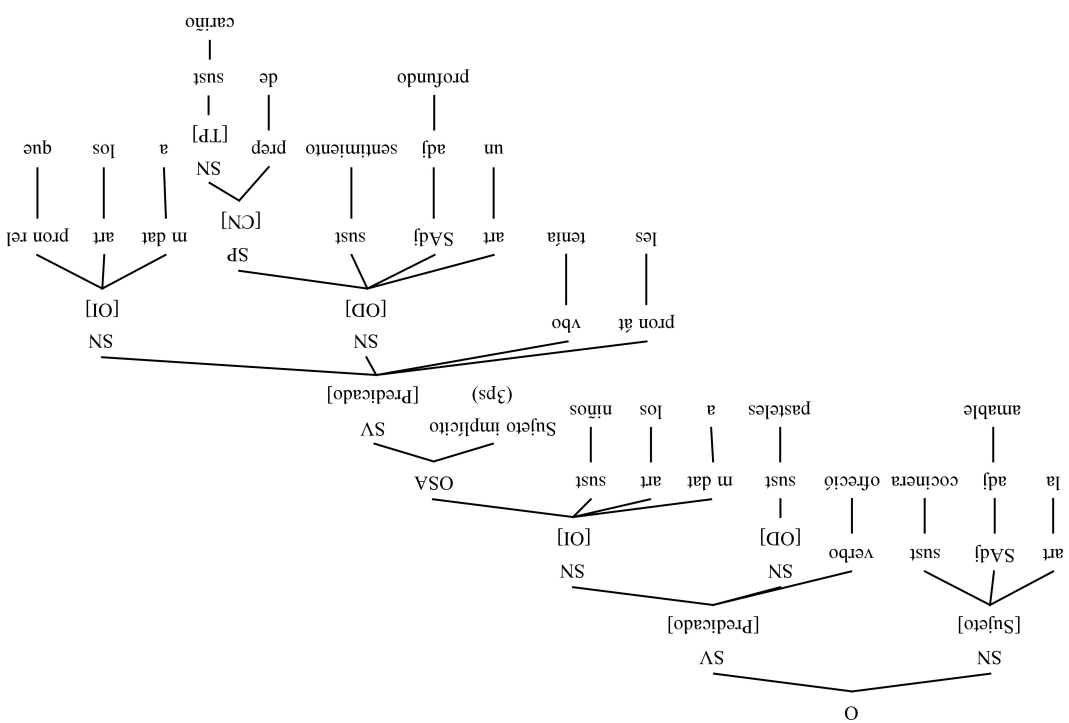 O
SN SV
[Sujeto] [Predicado]
SN SN
art SAdj sust verbo [OD] [OI]
la adj cocinera ofreció sust m dat art sust OSA
Sujeto implícito SV
amable pasteles a los niños
(3ps) [Predicado]
SN SN
pron át vbo [OD] [OI]
SP
les tenía art SAdj sust m dat art pron rel
[CN]
SN
un adj sentimiento prep a los que
[TP]
profundo de sust
cariño